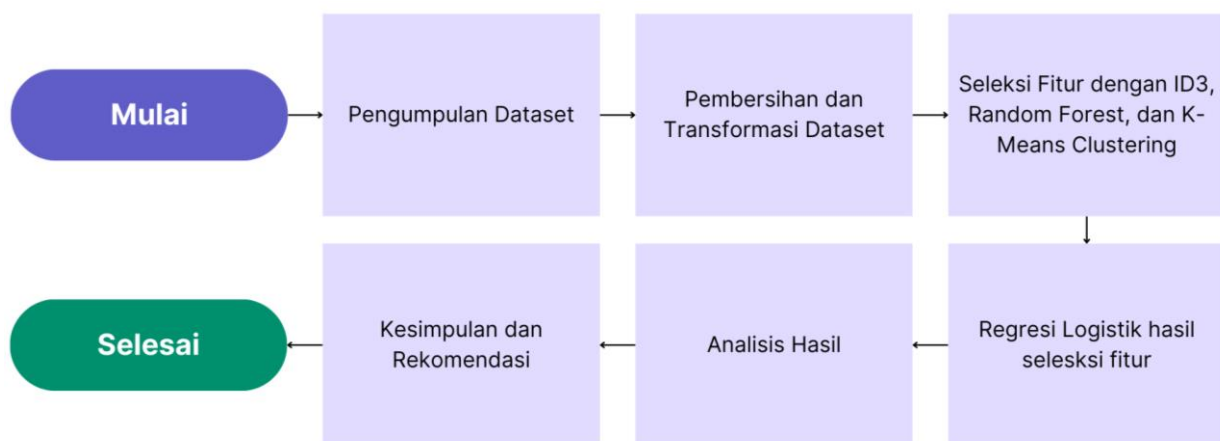 Mulai
Pengumpulan Dataset
Pembersihan dan
Transformasi Dataset
Seleksi Fitur dengan ID3,
Random Forest, dan K-
Means Clustering
Regresi Logistik hasil
selesksi fitur
Analisis Hasil
Kesimpulan dan
Rekomendasi
Selesai